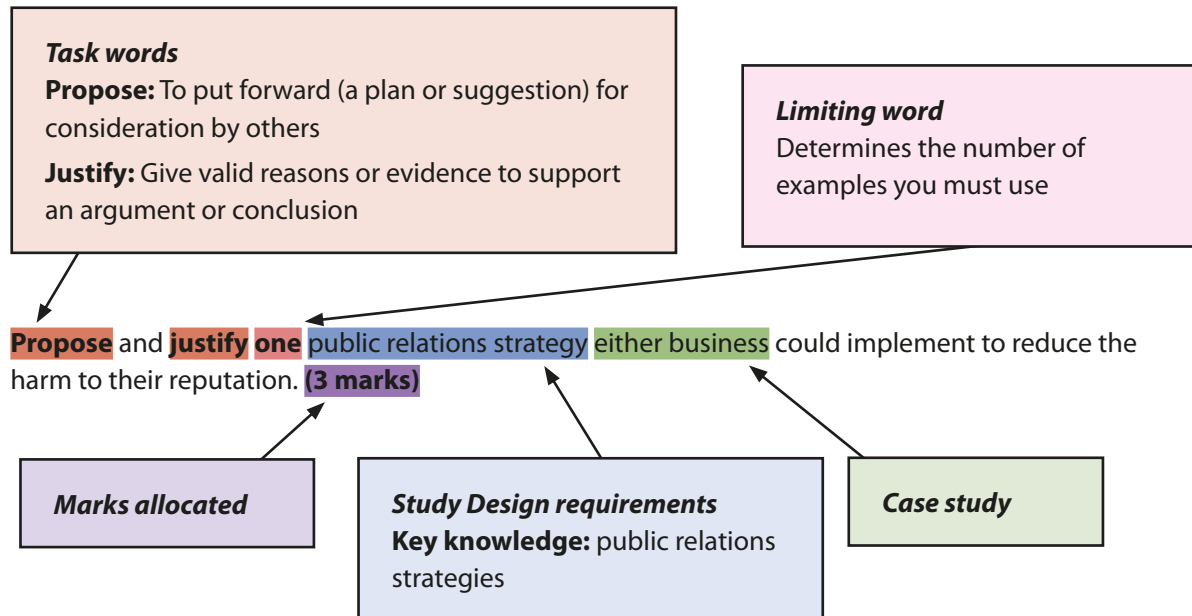 Task words
Propose: To put forward (a plan or suggestion) for
consideration by others
Justify: Give valid reasons or evidence to support
an argument or conclusion
Limiting word
Determines the number of
examples you must use
Propose and justify one public relations strategy either business could implement to reduce the
harm to their reputation. (3 marks)
Marks allocated
Study Design requirements
Key knowledge: public relations
strategies
Case study